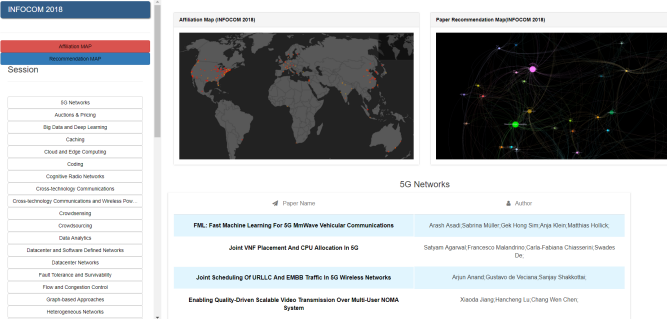 INFOCOM 2018
Affiliation MAP
Recommendation MAP
Session
5G Networks
Auctions & Pricing
Big Data and Deep Learning
Caching
Cloud and Edge Computing
Coding
Cognitive Radio Networks
Cross-technology Communications
Cross-technology Communications and Wireless Pow...
Crowdsensing
Crowdsourcing
Data Analytics
Datacenter and Software Defined Networks
Datacenter Networks
Fault Tolerance and Survivability
Flow and Congestion Control
Graph-based Approaches
Heterogeneous Networks
Affiliation Map (INFOCOM 2018)
Paper Recommendation Map(INFOCOM 2018)
5G Networks
Paper Name
Author
FML: Fast Machine Learning For 5G MmWave Vehicular Communications
Arash Asadi;Sabrina Müller;Gek Hong Sim;Anja Klein;Matthias Hollick;
Joint VNF Placement And CPU Allocation In 5G
Satyam Agarwal;Francesco Malandrino;Carla-Fabiana Chiasserini;Swades
De;
Joint Scheduling Of URLLC And EMBB Traffic In 5G Wireless Networks
Arjun Anand;Gustavo de Veciana;Sanjay Shakkottai;
Enabling Quality-Driven Scalable Video Transmission Over Multi-User NOMA
System
Xiaoda Jiang;Hancheng Lu;Chang Wen Chen;